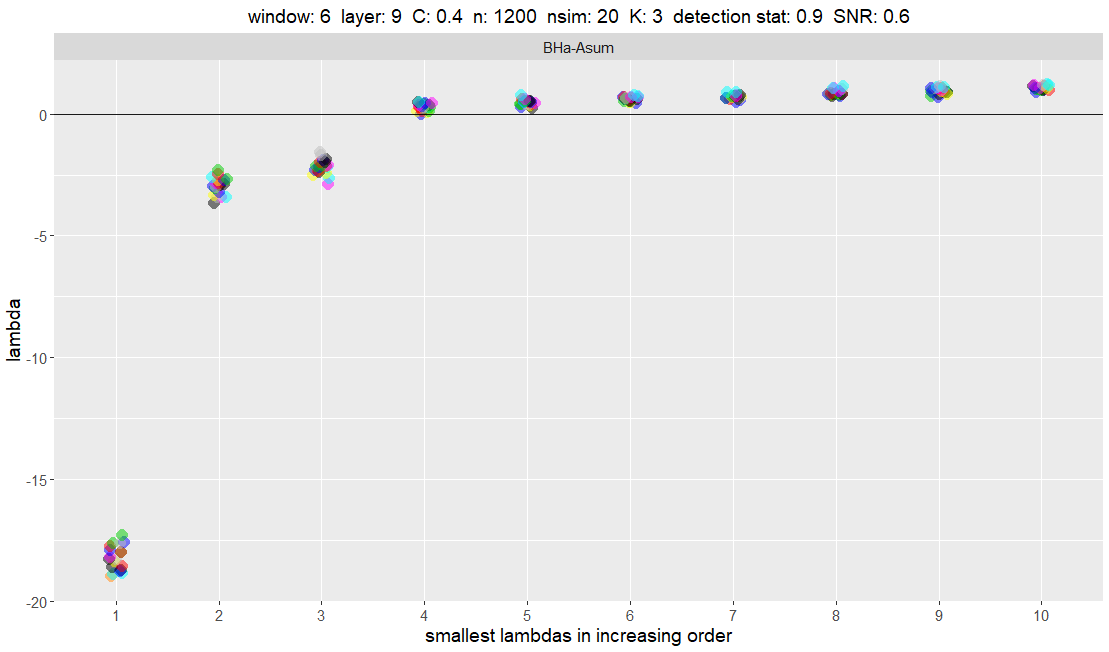 window: 6 layer: 9 C: 0.4 n: 1200 nsim: 20 K: 3 detection stat: 0.9 SNR: 0.6
BHa-Asum
lambda
0
-5
-10
-15
-20
1 2 3 4 5 6 7 8 9 10
smallest lambdas in increasing order